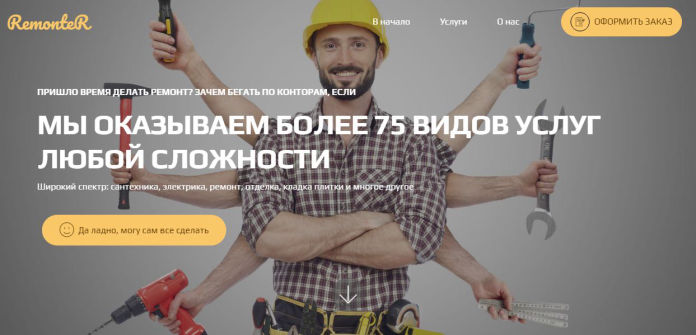 RemonteR
В начало
Услуги
О нас
ОФОРМИТЬ ЗАКАЗ
ПРИШЛО ВРЕМЯ ДЕЛАТЬ РЕМОНТ? ЗАЧЕМ БЕГАТЬ ПО КОНТОРАМ, ЕСЛИ
МЫ ОКАЗЫВАЕМ БОЛЕЕ 75 ВИДОВ УСЛУГ
ЛЮБОЙ СЛОЖНОСТИ
Широкий спектр: сантехника, электрика, ремонт, отделка, кладка плитки и многое другое
Да ладно, могу сам все сделать